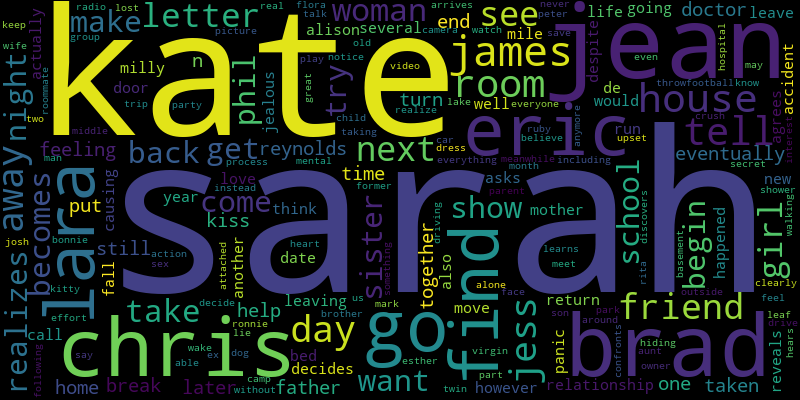 radio lost
keep
actually
wife
group
kate
letter
make
picture
real
flora
talk
woman
alison
several
old
notice
camera
arrives
peter
watch
end
mile
james
room
see
never
save
life
going
despite
jean
doctor
leave
hospital
even
may
accident
night
roommate
two
milly
n
door
trip
party
phil
jealous
great
try
play
video
turn
lake
well
everyone
de
would
house
throwfootball
know
agrees
interest
away
middle
man
feeling
back
get
reynolds
child
taking
process
mental
next
realize
car
dress
everything
meanwhile
eric
ruby
believe
including
anymore
run
crush
upset
tell
eventually
secret
becomes
lara
put
causing
year
love
instead
come
kiss
think
time
former
sarah
month
asks
parent
school
discovers
begin
new
shower
walking
girl
realizes
josh
bonnie
still
action
sex
kitty
fall
date
attached
another
heart
sister
something
together
also
driving
show
mother
learns
meet
find
rita
basement
happened
outside
clearly
feel
effort
call
take
decide
help
ronnie
lie
leaving
us
brother
day
mark
go
move
alone
face
jess
return
son
park
around
panic
friend
drive
leaf
hears
reveals
following
say
chris
wake
able
ex
dog
bed
decides
esther
want
virgin
part
twin
however
hiding
aunt
confronts
owner
brad
home
break
later
camp
without
father
relationship
one
taken